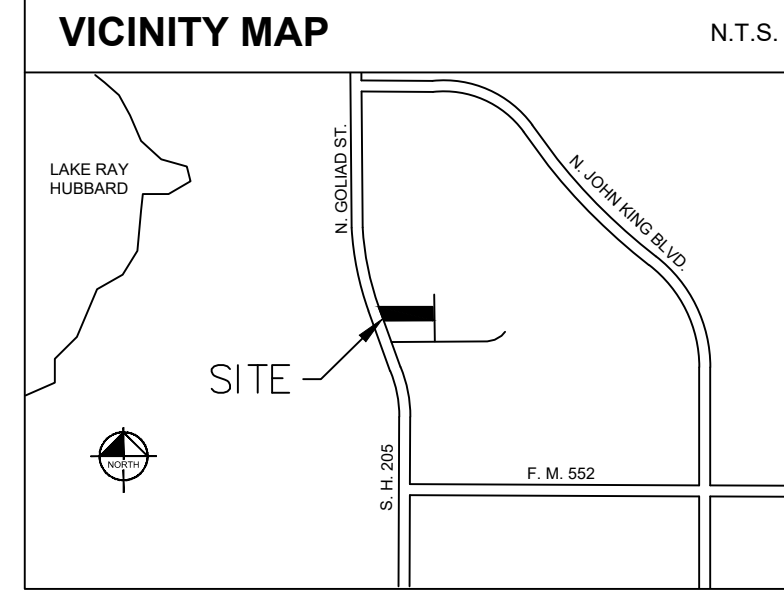 VICINITY MAP
N.T.S.
LAKE RAY
HUBBARD
N. GOLIAD ST.
N. JOHN KING BLVD.
SITE
NORTH
S. H. 205
F. M. 552